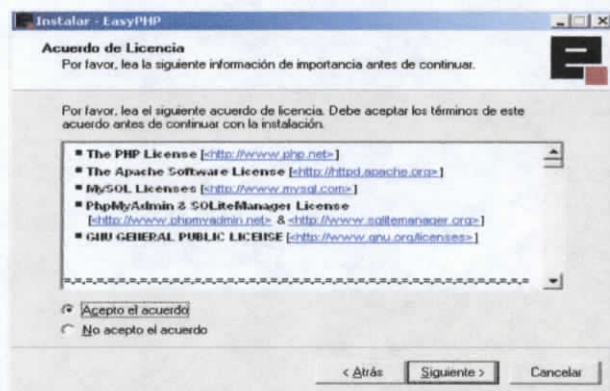 Instalar - EasyPHP
Acuerdo de Licencia
Por favor, lea la siguiente información de importancia antes de continuar.
Por favor, lea el siguiente acuerdo de licencia. Debe aceptar los términos de este
acuerdo antes de continuar con la instalación.
The PHP License [<http://www.php.net>]
The Apache Software License [<http://httpd.apache.org>]
MySQL Licenses [<http://www.mysql.com>]
PhpMyAdmin & SQLiteManager License
[<http://www.phpmyadmin.net> & <http://www.sqlitemanager.org>]
GNU GENERAL PUBLIC LICENSE [<http://www.gnu.org/licenses>]
Acepto el acuerdo
No acepto el acuerdo
< Atrás Siguiente > Cancelar